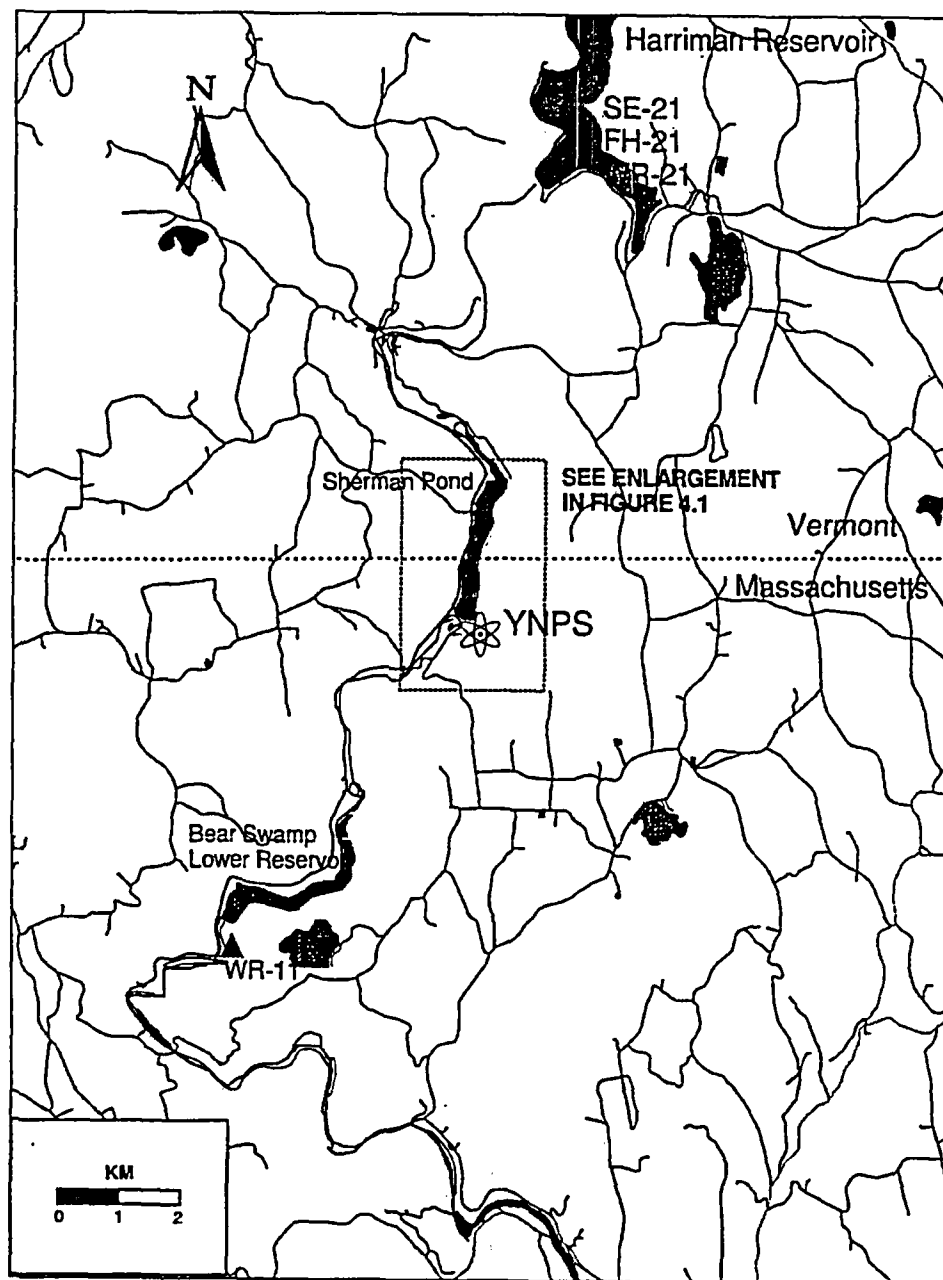 Harriman Reservoir
N
SE-21
FH-21
WR-21
Sherman Pond
SEE ENLARGEMENT
IN FIGURE 4.1
Vermont
Massachusetts
YNPS
Bear Swamp
Lower Reservoir
WR-11
KM
0 1 2